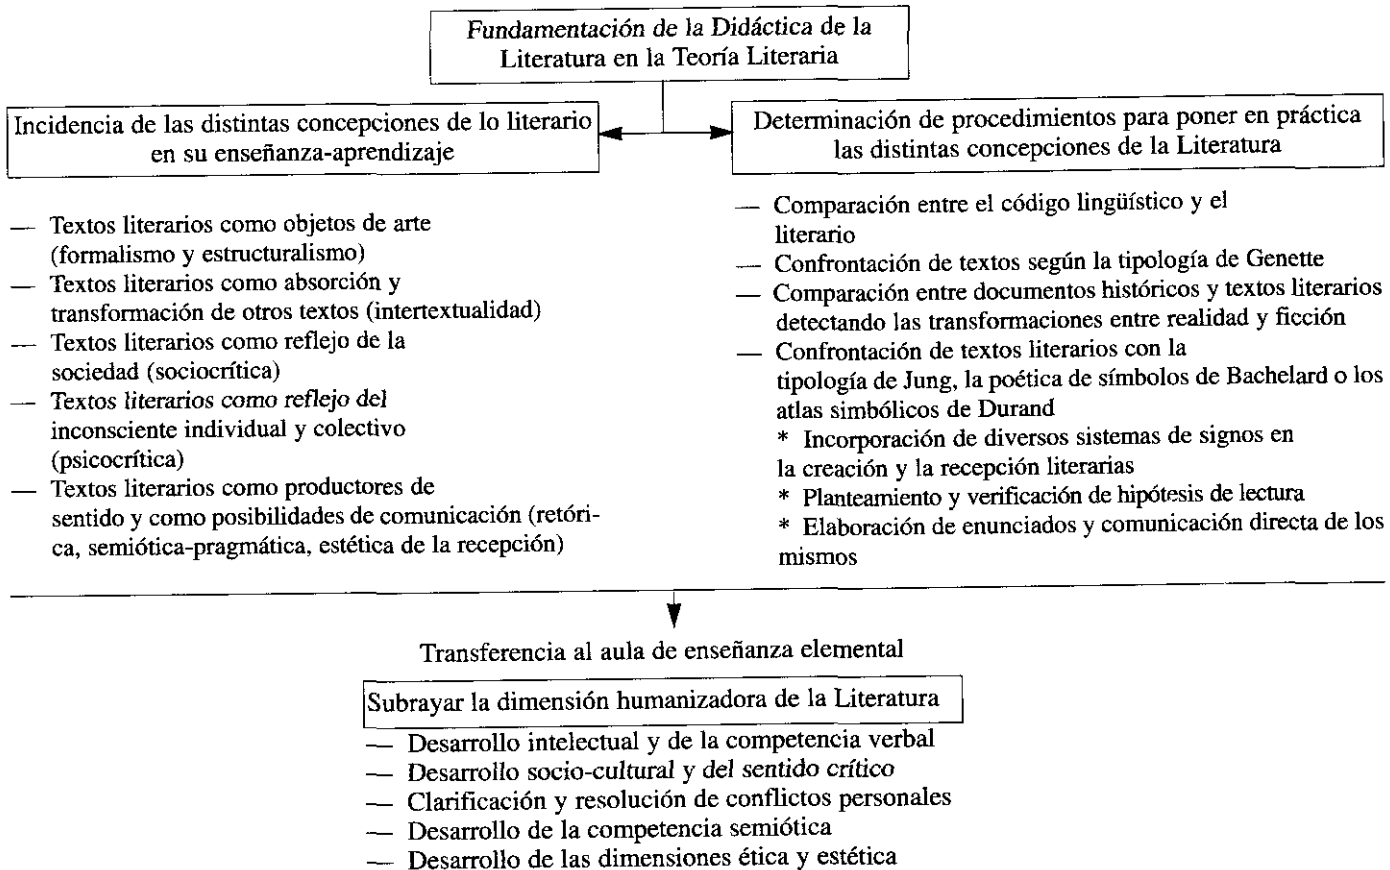 Fundamentación de la Didáctica de la
Literatura en la Teoría Literaria
Incidencia de las distintas concepciones de lo literario
en su enseñanza-aprendizaje
— Textos literarios como objetos de arte
(formalismo y estructuralismo)
— Textos literarios como absorción y
transformación de otros textos (intertextualidad)
— Textos literarios como reflejo de la
sociedad (sociocrítica)
— Textos literarios como reflejo del
inconsciente individual y colectivo
(psicocrítica)
— Textos literarios como productores de
sentido y como posibilidades de comunicación (retóri-
ca, semiótica-pragmática, estética de la recepción)
Determinación de procedimientos para poner en práctica
las distintas concepciones de la Literatura
— Comparación entre el código lingüístico y el
literario
— Confrontación de textos según la tipología de Genette
— Comparación entre documentos históricos y textos literarios
detectando las transformaciones entre realidad y ficción
— Confrontación de textos literarios con la
tipología de Jung, la poética de símbolos de Bachelard o los
atlas simbólicos de Durand
* Incorporación de diversos sistemas de signos en
la creación y la recepción literarias
* Planteamiento y verificación de hipótesis de lectura
* Elaboración de enunciados y comunicación directa de los
mismos
Transferencia al aula de enseñanza elemental
Subrayar la dimensión humanizadora de la Literatura
— Desarrollo intelectual y de la competencia verbal
— Desarrollo socio-cultural y del sentido crítico
— Clarificación y resolución de conflictos personales
— Desarrollo de la competencia semiótica
— Desarrollo de las dimensiones ética y estética